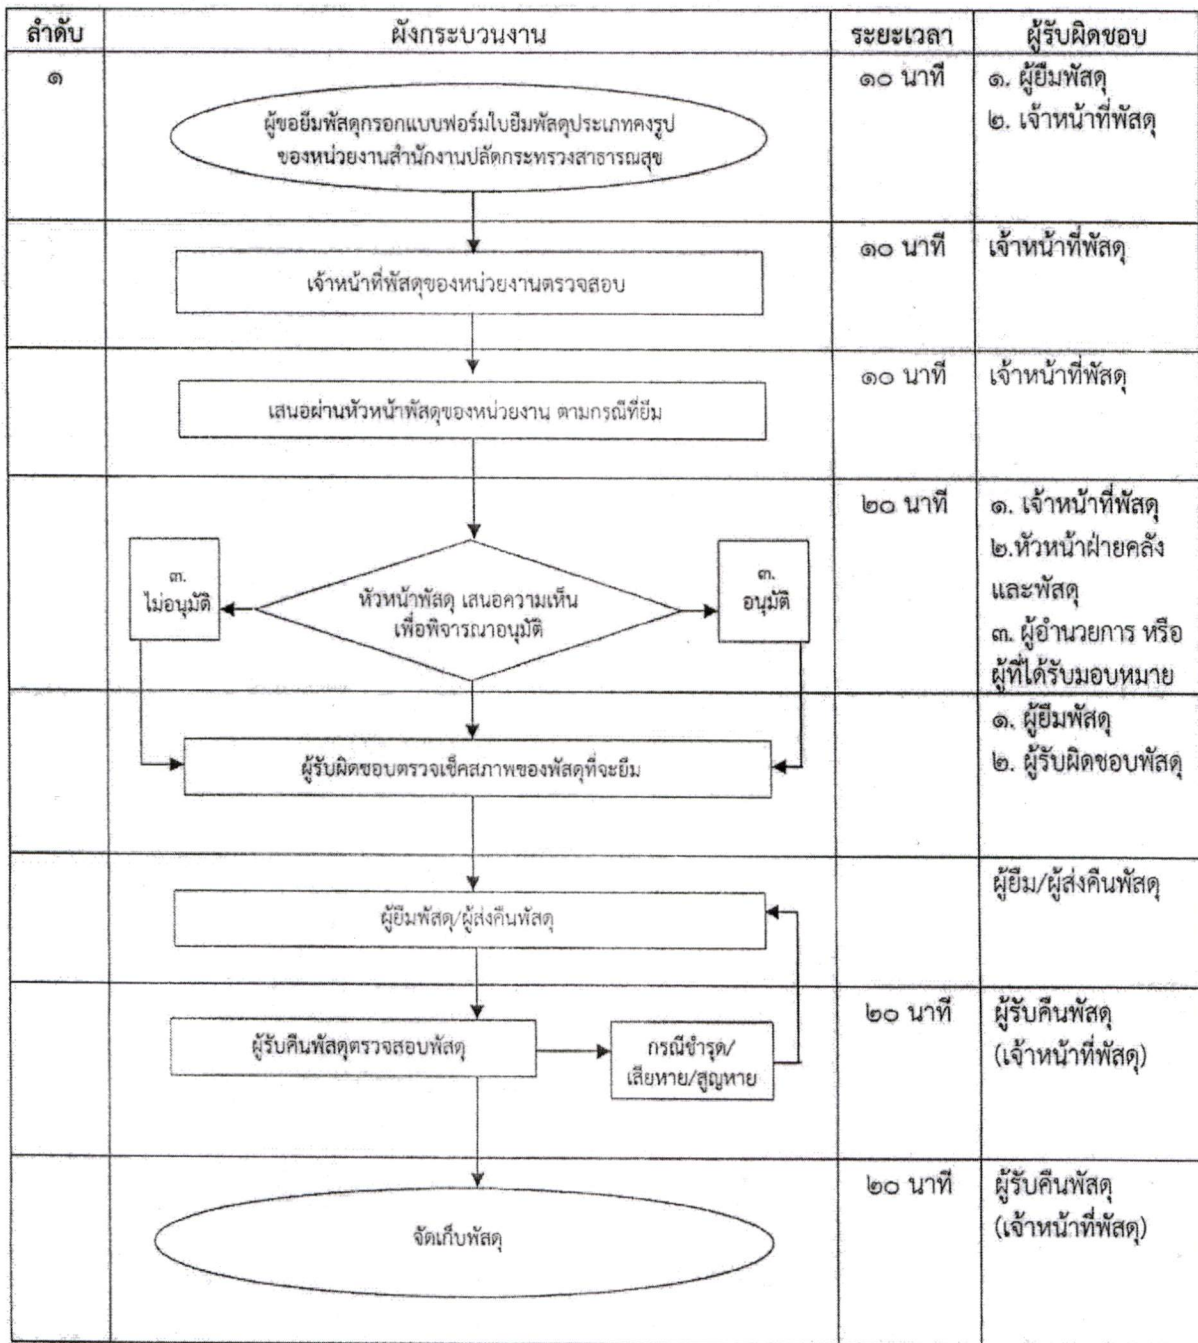 ลำดับ
ผังกระบวนงาน
ระยะเวลา
ผู้รับผิดชอบ
๑
ผู้ขอยืมพัสดุกรอกแบบฟอร์มใบยืมพัสดุประเภทคงรูป
ของหน่วยงานสำนักงานปลัดกระทรวงสาธารณสุข
๑๐ นาที
๑. ผู้ยืมพัสดุ
๒. เจ้าหน้าที่พัสดุ
เจ้าหน้าที่พัสดุของหน่วยงานตรวจสอบ
๑๐ นาที
เจ้าหน้าที่พัสดุ
เสนอผ่านหัวหน้าพัสดุของหน่วยงาน ตามกรณีที่ยืม
๑๐ นาที
เจ้าหน้าที่พัสดุ
๓.
ไม่อนุมัติ
หัวหน้าพัสดุ เสนอความเห็น
เพื่อพิจารณาอนุมัติ
๓.
อนุมัติ
๒๐ นาที
๑. เจ้าหน้าที่พัสดุ
๒.หัวหน้าฝ่ายคลัง
และพัสดุ
๓. ผู้อำนวยการ หรือ
ผู้ที่ได้รับมอบหมาย
ผู้รับผิดชอบตรวจเช็คสภาพของพัสดุที่จะยืม
๑. ผู้ยืมพัสดุ
๒. ผู้รับผิดชอบพัสดุ
ผู้ยืมพัสดุ/ผู้ส่งคืนพัสดุ
ผู้ยืม/ผู้ส่งคืนพัสดุ
ผู้รับคืนพัสดุตรวจสอบพัสดุ
กรณีชำรุด/
เสียหาย/สูญหาย
๒๐ นาที
ผู้รับคืนพัสดุ
(เจ้าหน้าที่พัสดุ)
จัดเก็บพัสดุ
๒๐ นาที
ผู้รับคืนพัสดุ
(เจ้าหน้าที่พัสดุ)